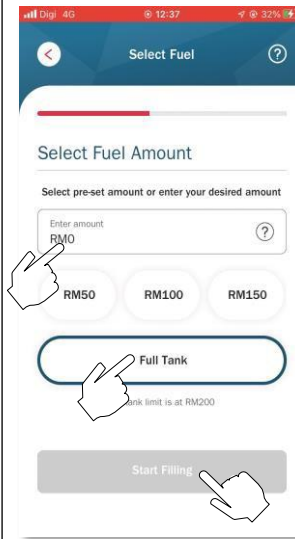 Digi 4G 12:37 32%
Select Fuel ?
Select Fuel Amount
Select pre-set amount or enter your desired amount
Enter amount
RM0 ?
RM50 RM100 RM150
Full Tank
ank limit is at RM200
Start Filling